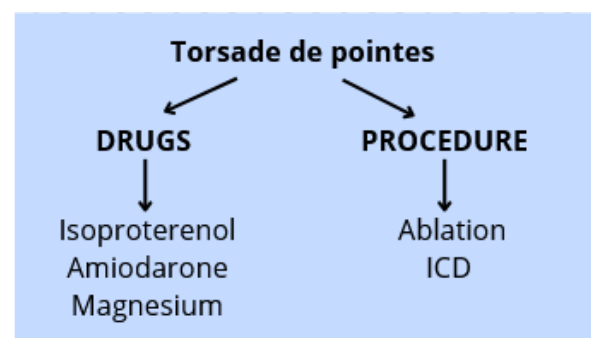 Torsade de pointes
DRUGS
PROCEDURE
Isoproterenol
Amiodarone
Magnesium
Ablation
ICD